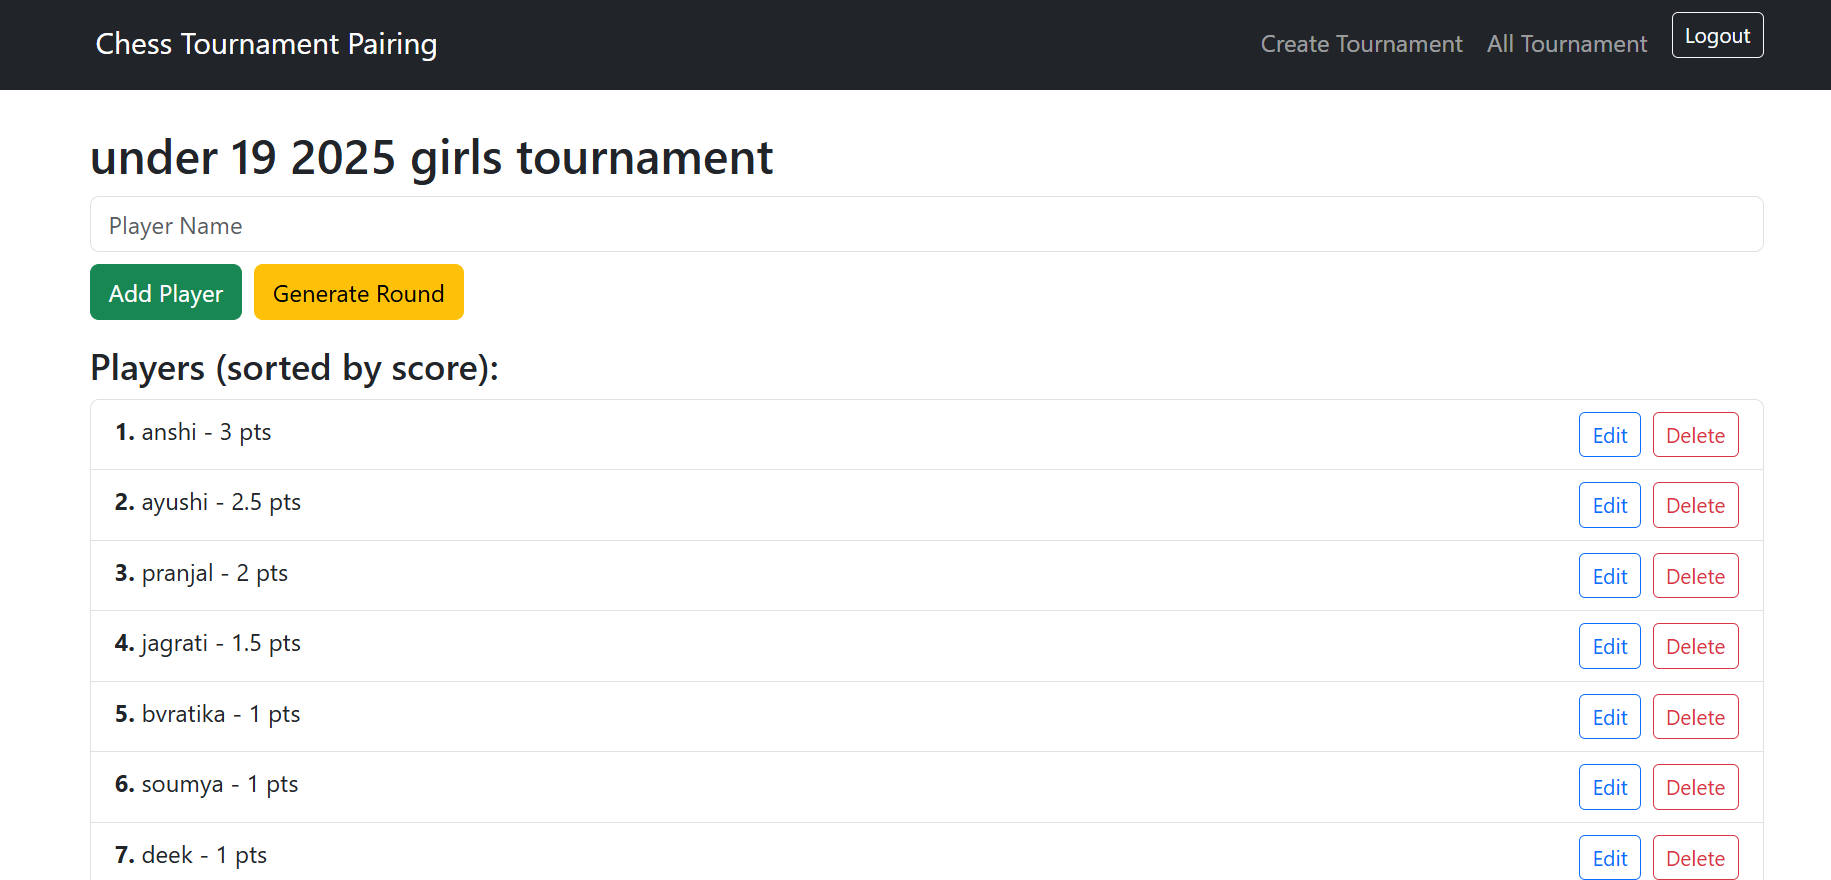 Chess Tournament Pairing Create Tournament All Tournament Logout
under 19 2025 girls tournament
Player Name
Add Player Generate Round
Players (sorted by score):
1. anshi - 3 pts Edit Delete
2. ayushi - 2.5 pts Edit Delete
3. pranjal - 2 pts Edit Delete
4. jagrati - 1.5 pts Edit Delete
5. bvratika - 1 pts Edit Delete
6. soumya - 1 pts Edit Delete
7. deek - 1 pts Edit Delete